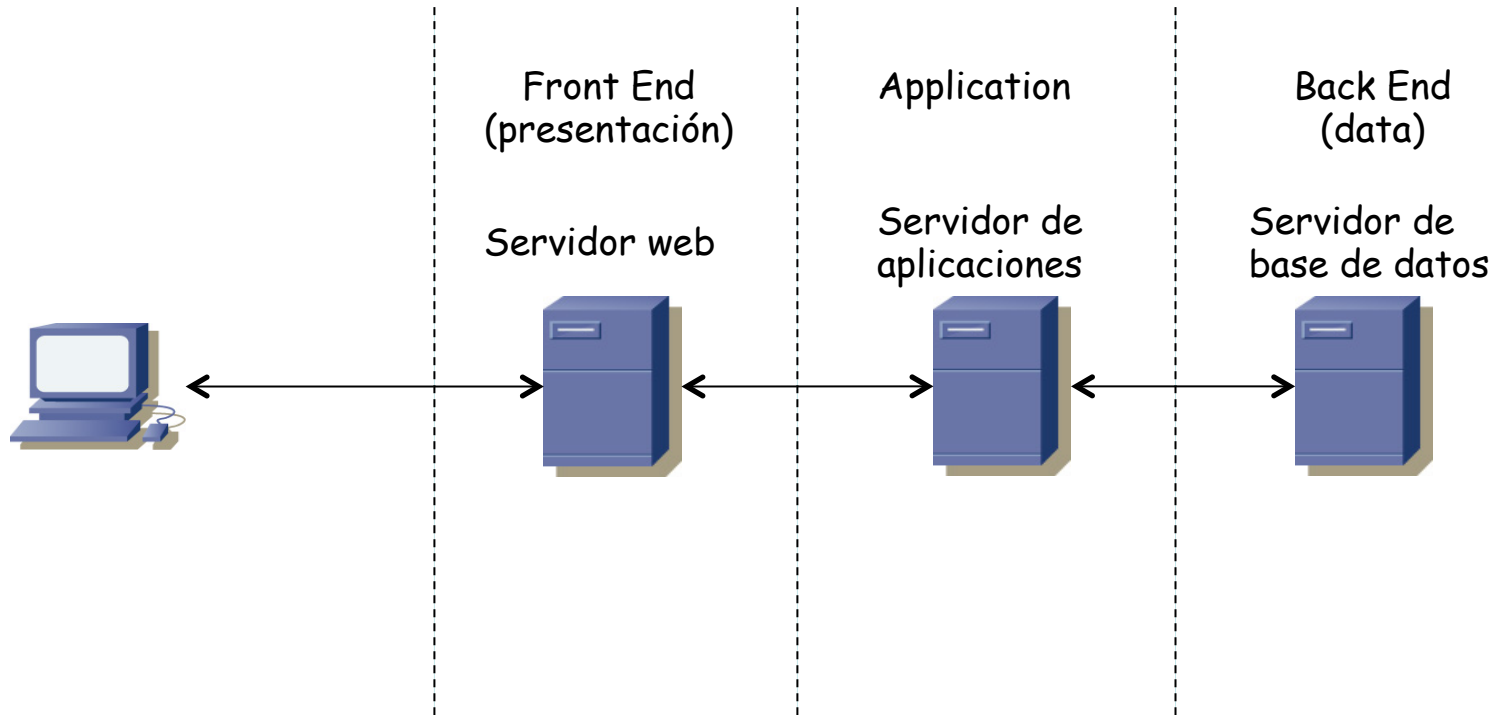 Front End
(presentación)
Application
Back End
(data)
Servidor web
Servidor de
aplicaciones
Servidor de
base de datos